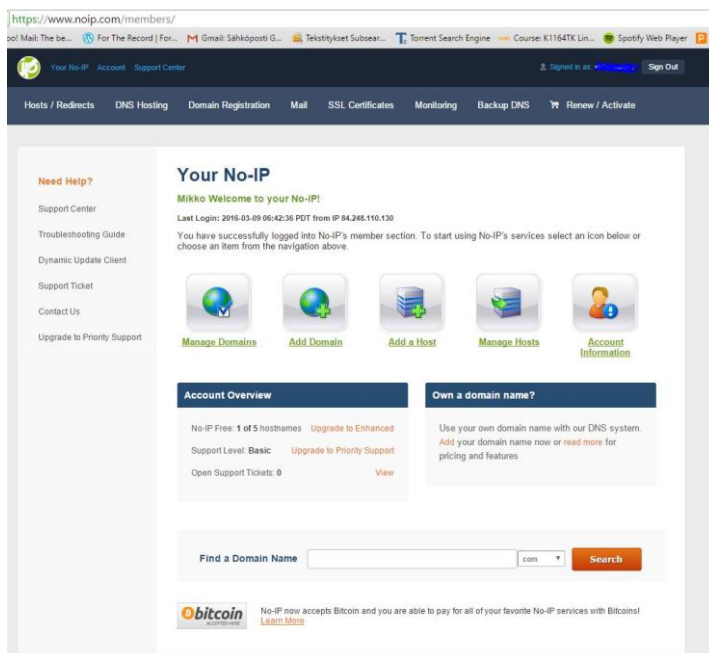 https://www.noip.com/members/
oo! Mail: The be... For The Record | For... Gmail: Sähköposti G... Tekstitykset Subsear... Torrent Search Engine Course: K1164TK Lin... Spotify Web Player
Your No-IP Account Support Center Signed in as: Sign Out
Hosts / Redirects DNS Hosting Domain Registration Mail SSL Certificates Monitoring Backup DNS Renew / Activate
Need Help?
Support Center
Troubleshooting Guide
Dynamic Update Client
Support Ticket
Contact Us
Upgrade to Priority Support
Your No-IP
Mikko Welcome to your No-IP!
Last Login: 2016-03-09 06:42:36 PDT from IP 84.248.110.130
You have successfully logged into No-IP's member section. To start using No-IP's services select an icon below or
choose an item from the navigation above.
Manage Domains Add Domain Add a Host Manage Hosts Account
Information
Account Overview
No-IP Free: 1 of 5 hostnames Upgrade to Enhanced
Support Level: Basic Upgrade to Priority Support
Open Support Tickets: 0 View
Own a domain name?
Use your own domain name with our DNS system.
Add your domain name now or read more for
pricing and features
Find a Domain Name com Search
bitcoin
ACCEPTED HERE
No-IP now accepts Bitcoin and you are able to pay for all of your favorite No-IP services with Bitcoins!
Learn More